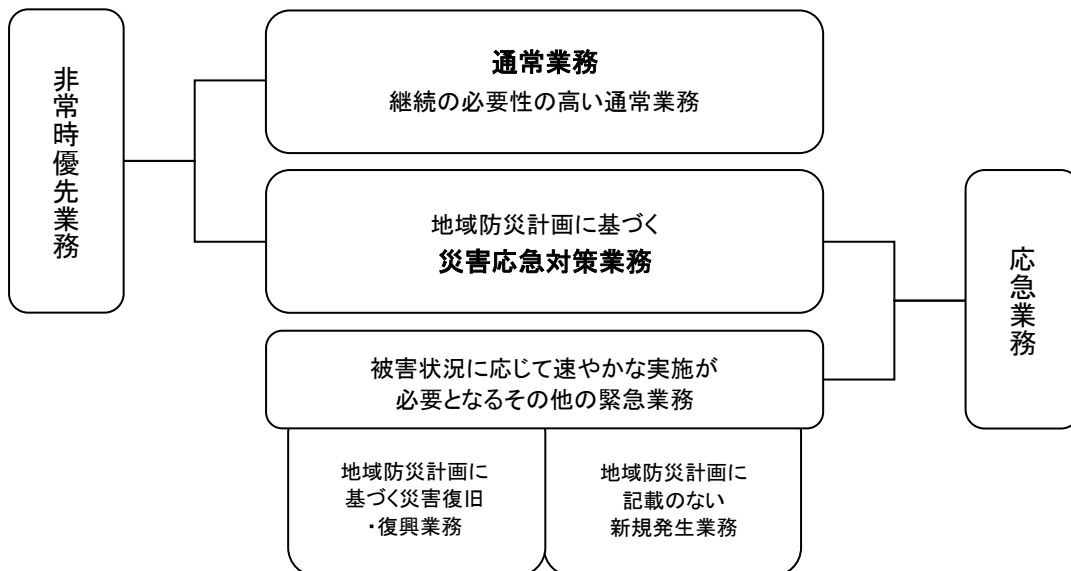 非常時優先業務
通常業務
継続の必要性の高い通常業務
地域防災計画に基づく
災害応急対策業務
応急業務
被害状況に応じて速やかな実施が
必要となるその他の緊急業務
地域防災計画に
基づく災害復旧
・復興業務
地域防災計画に
記載のない
新規発生業務